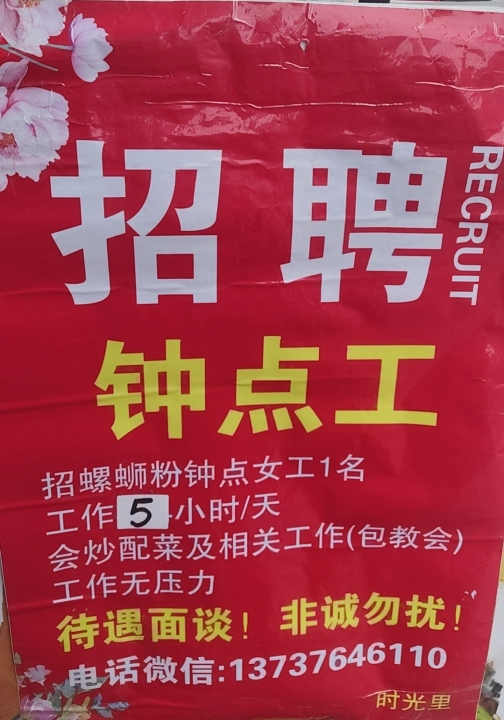 招聘
RECRUIT
钟点工
招螺蛳粉钟点女工1名
工作5小时/天
会炒配菜及相关工作(包教会)
工作无压力
待遇面谈！非诚勿扰！
电话微信:13737646110
时光里